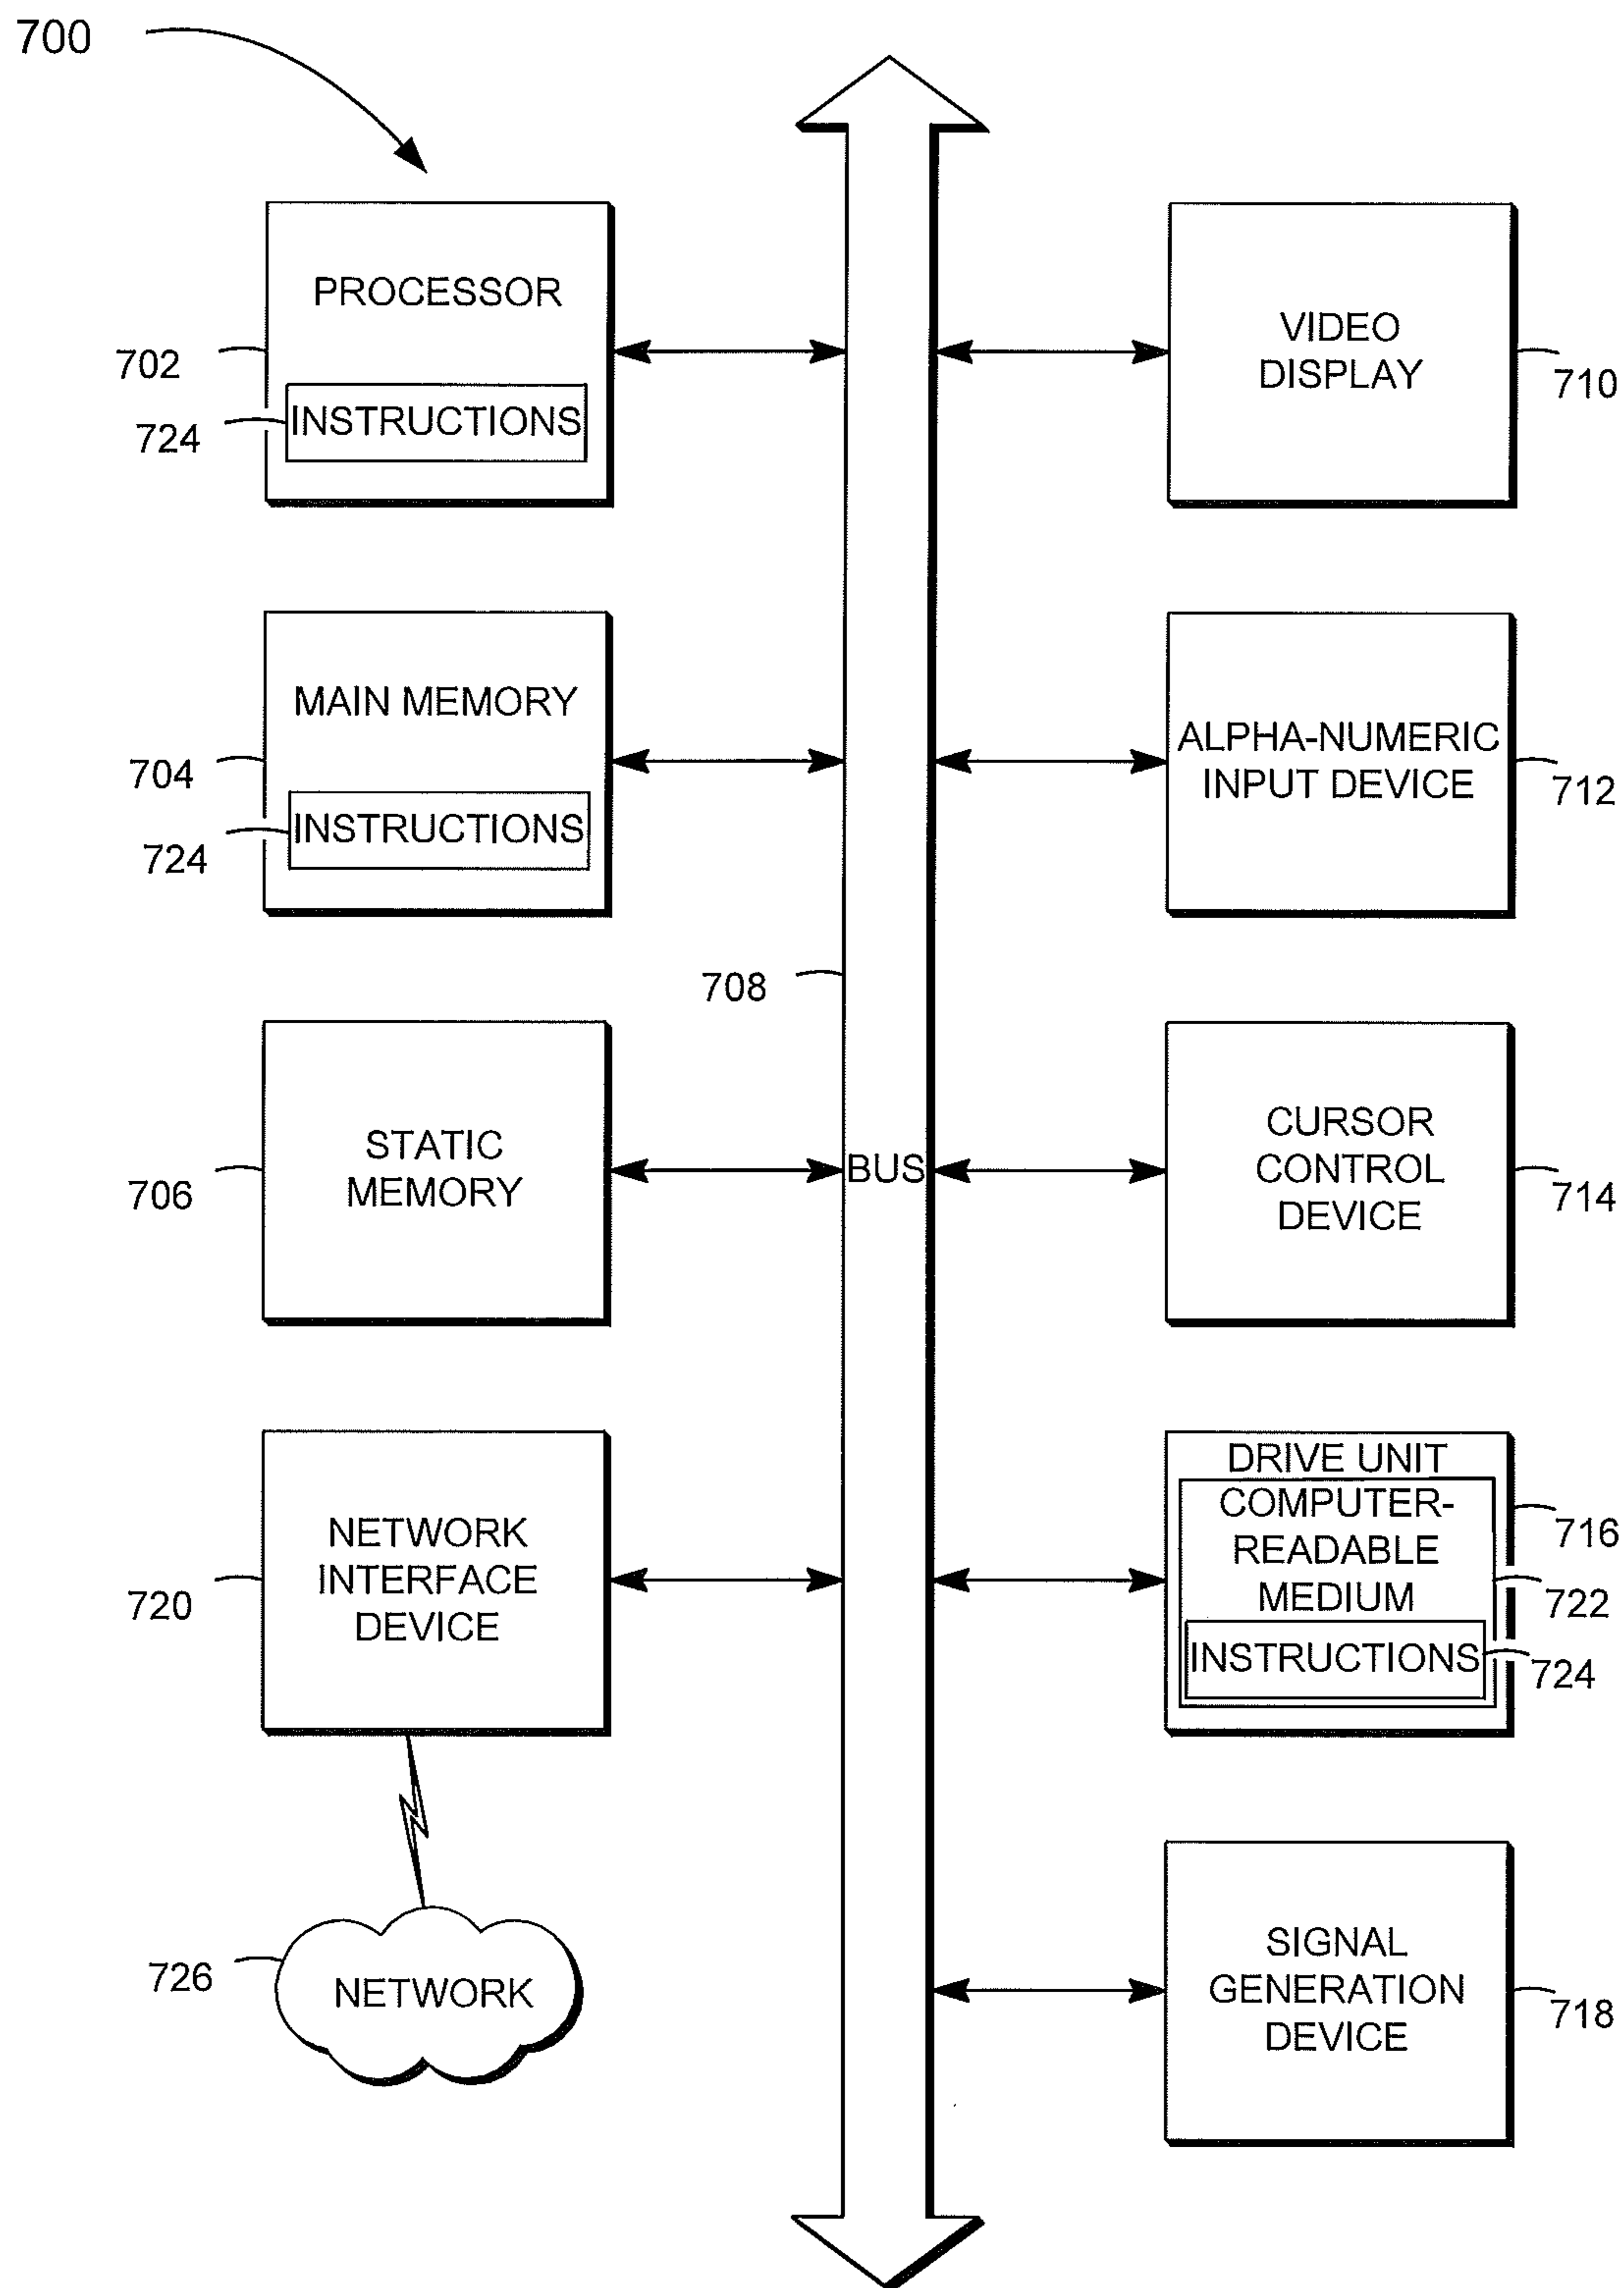 700
PROCESSOR
702
INSTRUCTIONS
724
VIDEO
DISPLAY
710
MAIN MEMORY
704
INSTRUCTIONS
724
ALPHA-NUMERIC
INPUT DEVICE
712
708
STATIC
MEMORY
706
BUS
CURSOR
CONTROL
DEVICE
714
NETWORK
INTERFACE
DEVICE
720
DRIVE UNIT
COMPUTER-
READABLE
MEDIUM
716
722
INSTRUCTIONS
724
NETWORK
726
SIGNAL
GENERATION
DEVICE
718